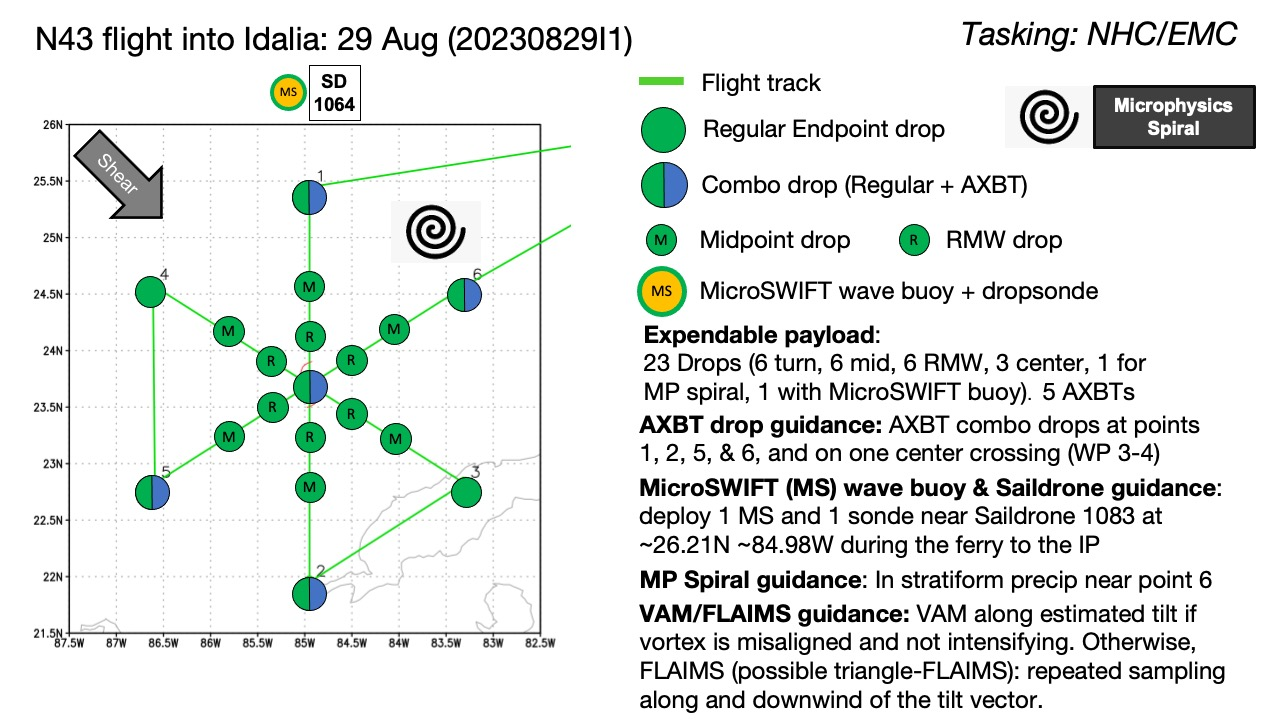 N43 flight into Idalia: 29 Aug (20230829I1)
Tasking: NHC/EMC
MS
SD
1064
Flight track
Microphysics
Spiral
Regular Endpoint drop
Combo drop (Regular + AXBT)
M
Midpoint drop
R
RMW drop
MS
MicroSWIFT wave buoy + dropsonde
Expendable payload:
23 Drops (6 turn, 6 mid, 6 RMW, 3 center, 1 for
MP spiral, 1 with MicroSWIFT buoy). 5 AXBTs
AXBT drop guidance: AXBT combo drops at points
1, 2, 5, & 6, and on one center crossing (WP 3-4)
MicroSWIFT (MS) wave buoy & Saildrone guidance:
deploy 1 MS and 1 sonde near Saildrone 1083 at
~26.21N ~84.98W during the ferry to the IP
MP Spiral guidance: In stratiform precip near point 6
VAM/FLAIMS guidance: VAM along estimated tilt if
vortex is misaligned and not intensifying. Otherwise,
FLAIMS (possible triangle-FLAIMS): repeated sampling
along and downwind of the tilt vector.
26N
Shear
25.5N
1
25N
4
6
24.5N
M
M
M
R
24N
R
R
23.5N
R
R
M
R
M
23N
5
3
M
22.5N
22N
2
21.5N
87.5W 87W 86.5W 86W 85.5W 85W 84.5W 84W 83.5W 83W 82.5W